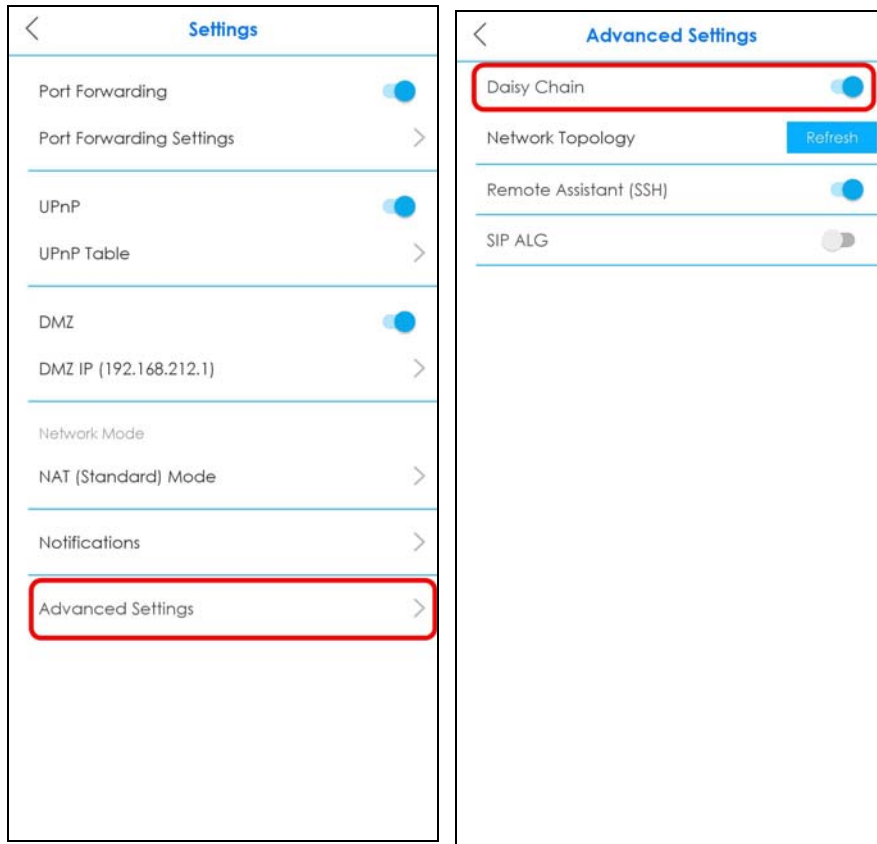 Settings
Port Forwarding
Port Forwarding Settings
UPnP
UPnP Table
DMZ
DMZ IP (192.168.212.1)
Network Mode
NAT (Standard) Mode
Notifications
Advanced Settings
Advanced Settings
Daisy Chain
Network Topology Refresh
Remote Assistant (SSH)
SIP ALG